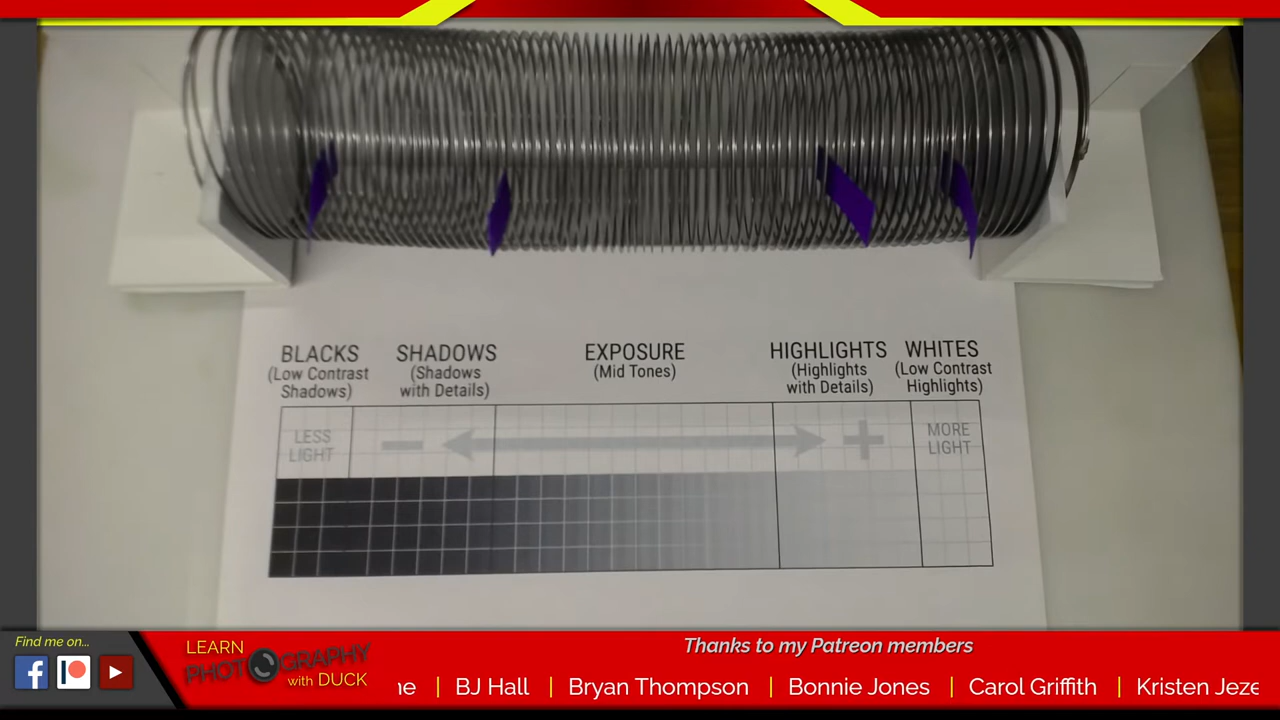 BLACKS
(Low Contrast
Shadows)
SHADOWS
(Shadows
with Details)
EXPOSURE
(Mid Tones)
HIGHLIGHTS
(Highlights
with Details)
WHITES
(Low Contrast
Highlights)
LESS
LIGHT
MORE
LIGHT
Find me on...
LEARN
PHOTOGRAPHY
with DUCK
Thanks to my Patreon members
| BJ Hall | Bryan Thompson | Bonnie Jones | Carol Griffith | Kristen